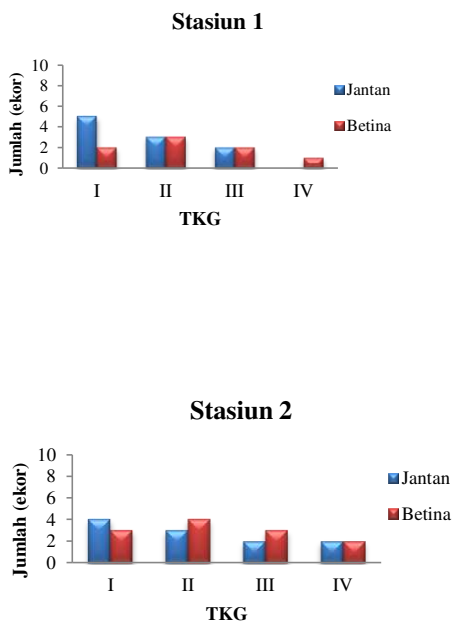 Stasiun 1
Jumlah (ekor)
10
8
6
4
2
0
I II III IV
TKG
Jantan
Betina
Stasiun 2
Jumlah (ekor)
10
8
6
4
2
0
I II III IV
TKG
Jantan
Betina